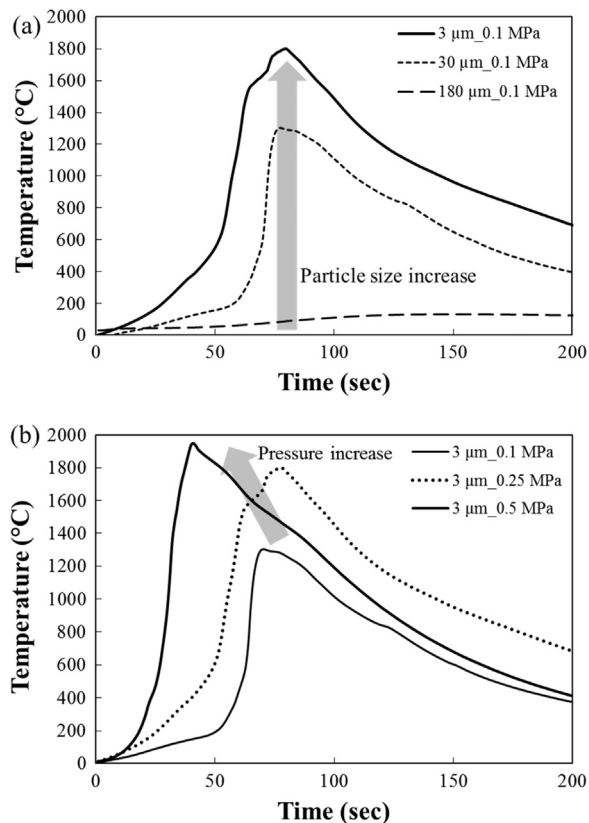 (a)
Temperature (°C)
2000
1800
1600
1400
1200
1000
800
600
400
200
0
3 µm_0.1 MPa
30 µm_0.1 MPa
180 µm_0.1 MPa
Particle size increase
0 50 100 150 200
Time (sec)
(b)
Temperature (°C)
2000
1800
1600
1400
1200
1000
800
600
400
200
0
Pressure increase
3 µm_0.1 MPa
3 µm_0.25 MPa
3 µm_0.5 MPa
0 50 100 150 200
Time (sec)